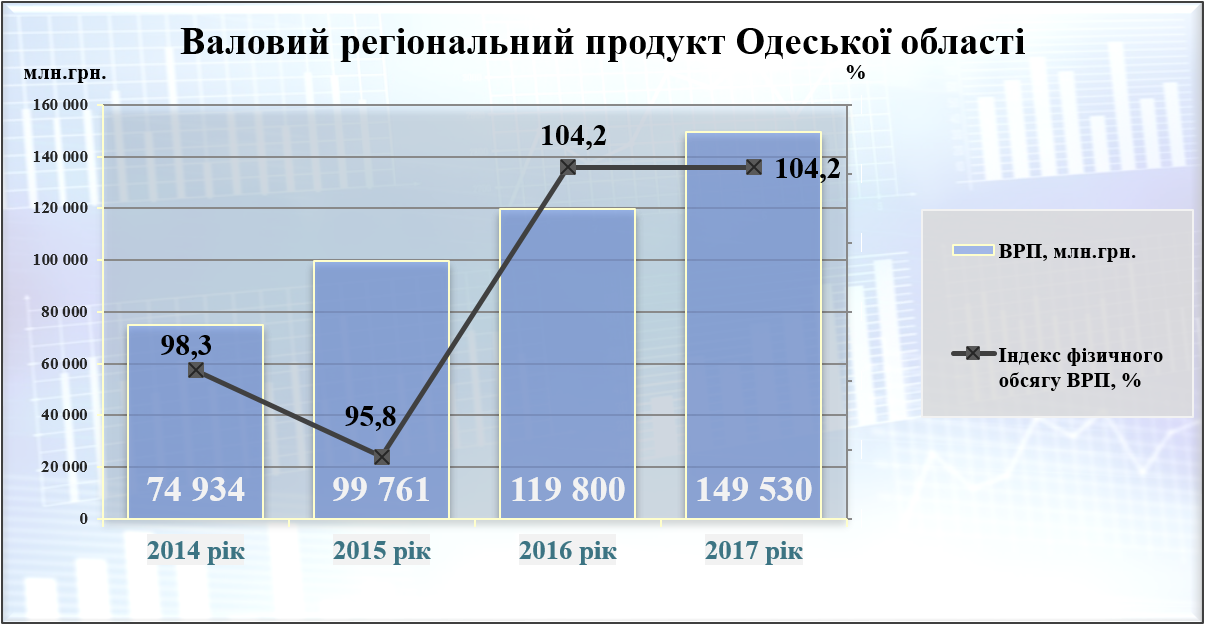 Валовий регіональний продукт Одеської області
млн.грн.
%
160 000
140 000
120 000
100 000
80 000
60 000
40 000
20 000
0
98,3
95,8
104,2
104,2
74 934
99 761
119 800
149 530
2014 рік
2015 рік
2016 рік
2017 рік
ВРП, млн.грн.
Індекс фізичного
обсягу ВРП, %